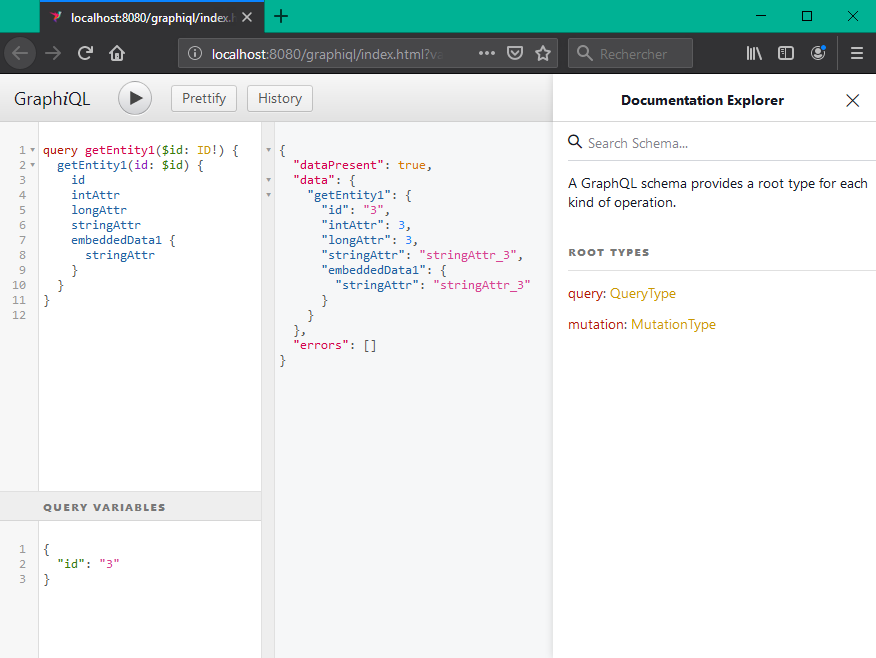 localhost:8080/graphiql/index.h
localhost:8080/graphiql/index.html?va
Rechercher
GraphiQL
Prettify
History
1 query getEntity1($id: ID!) {
2 getEntity1(id: $id) {
3 id
4 intAttr
5 longAttr
6 stringAttr
7 embeddedData1 {
8 stringAttr
9 }
10 }
11 }
12
QUERY VARIABLES
1 {
2 "id": "3"
3 }
{
"dataPresent": true,
"data": {
"getEntity1": {
"id": "3",
"intAttr": 3,
"longAttr": 3,
"stringAttr": "stringAttr_3",
"embeddedData1": {
"stringAttr": "stringAttr_3"
}
}
},
"errors": []
}
Documentation Explorer
Search Schema...
A GraphQL schema provides a root type for each
kind of operation.
ROOT TYPES
query: QueryType
mutation: MutationType